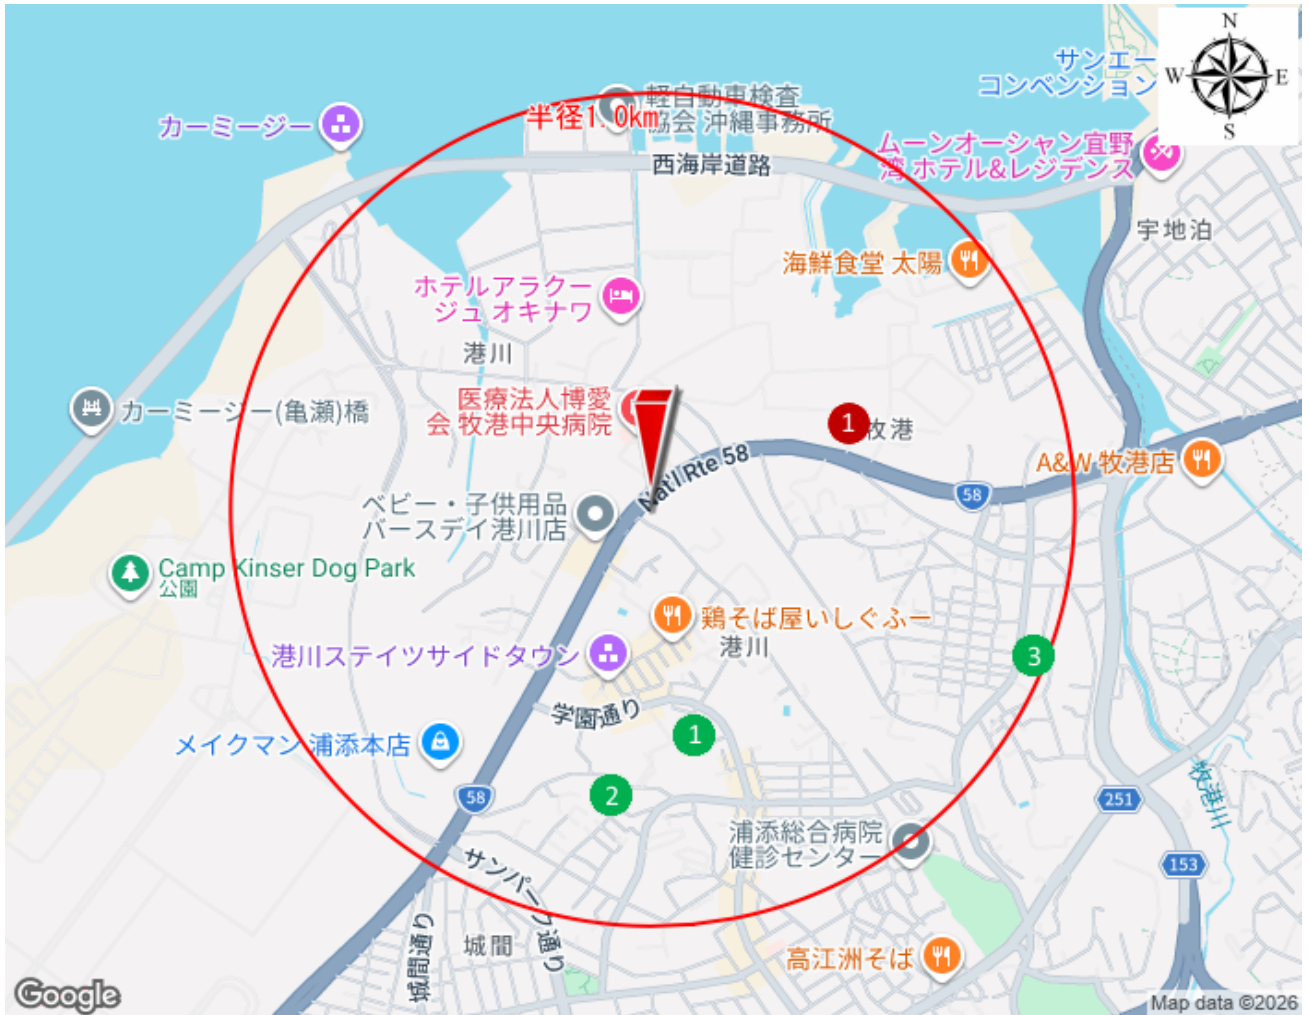 N
W
E
S
サンエー
コンベンション
軽自動車検査
協会 沖縄事務所
半径1.0km
カーミージー
西海岸道路
ムーンオーシャン宜野
湾 ホテル&レジデンス
宇地泊
海鮮食堂 太陽
ホテルアラクー
ジュ オキナワ
港川
医療法人博愛
会 牧港中央病院
カーミージー(亀瀬)橋
1
牧港
A&W 牧港店
Nat'l Rte 58
58
ベビー・子供用品
バースデイ港川店
Camp Kinser Dog Park
公園
鶏そば屋いしぐふー
港川
港川ステイツサイドタウン
3
学園通り
1
メイクマン 浦添本店
2
58
251
牧港川
浦添総合病院
健診センター
153
サンパーク通り
城間通り
城間
高江洲そば
Google
Map data ©2026